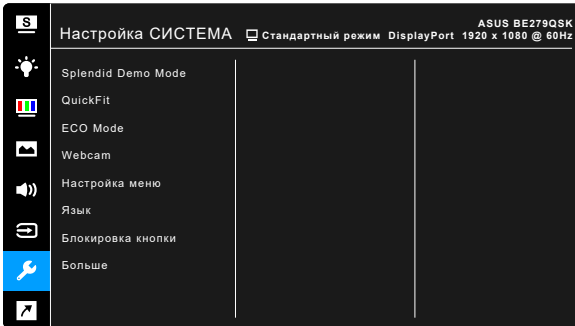 S
ASUS BE279QSK
Настройка СИСТЕМА Стандартный режим DisplayPort 1920 x 1080 @ 60Hz
Splendid Demo Mode
QuickFit
ECO Mode
Webcam
Настройка меню
Язык
Блокировка кнопки
Больше